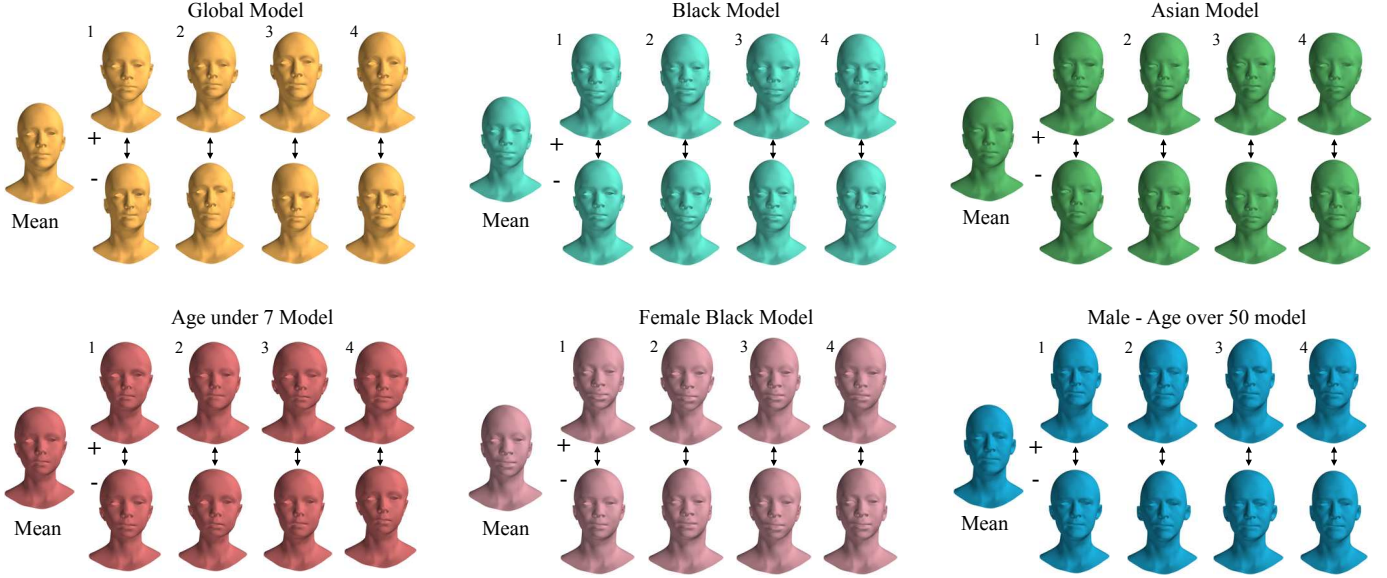 Global Model
1 2 3 4
+
-
Mean
Black Model
1 2 3 4
+
-
Mean
Asian Model
1 2 3 4
+
-
Mean
Age under 7 Model
1 2 3 4
+
-
Mean
Female Black Model
1 2 3 4
+
-
Mean
Male - Age over 50 model
1 2 3 4
+
-
Mean